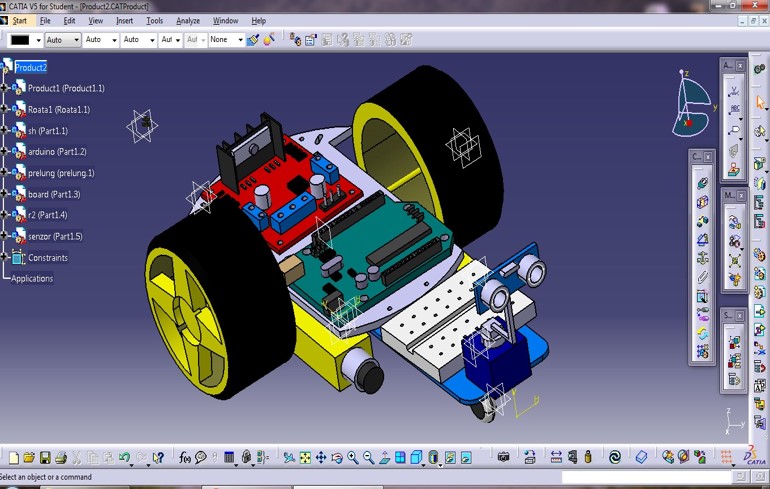 CATIA V5 for Student - [Product2.CATProduct]
Start File Edit View Insert Tools Analyze Window Help
Auto Auto Auto Aut Aut None
Product2
Product1 (Product1.1)
Roata1 (Roata1.1)
sh (Part1.1)
arduino (Part1.2)
prelung (prelung.1)
board (Part1.3)
r2 (Part1.4)
senzor (Part1.5)
Constraints
Applications
z
y
x
A...
C...
M...
S...
H
z
x
y
f(x)
CATIA
Select an object or a command